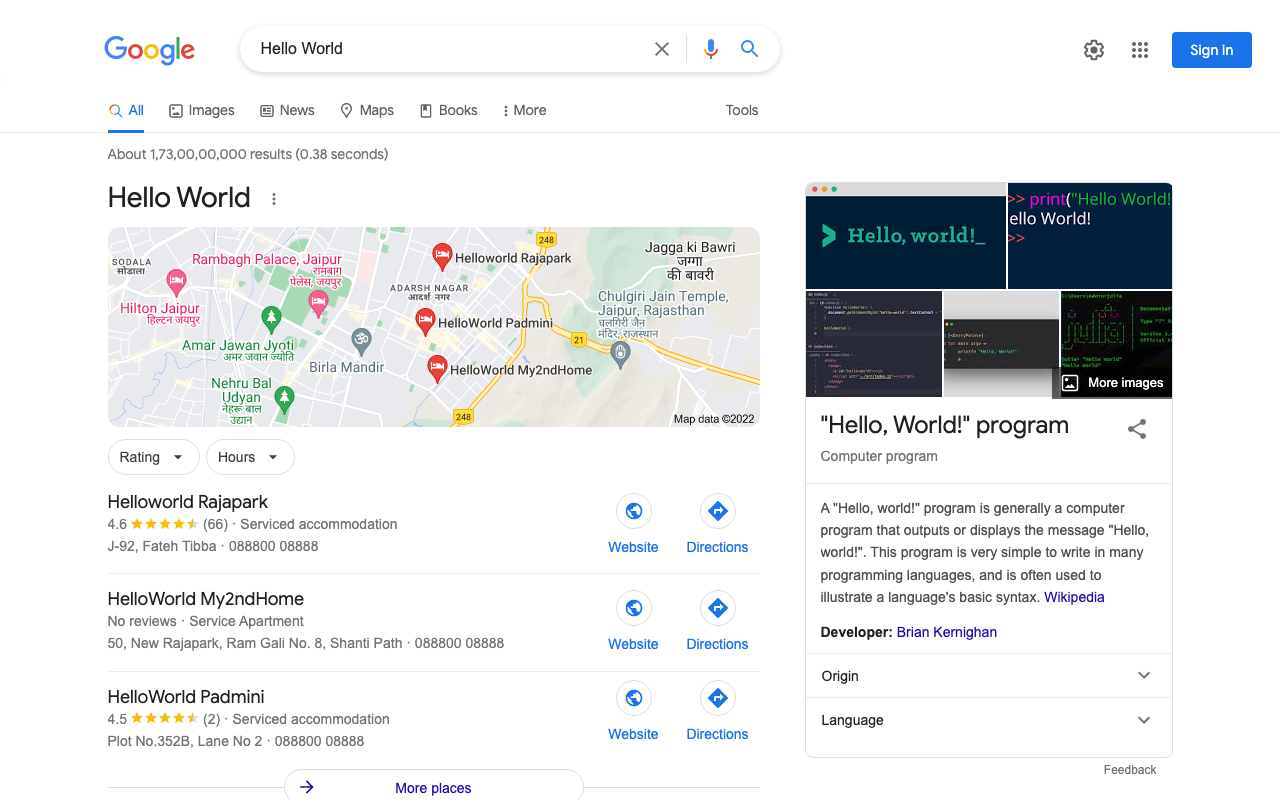 Google
Hello World
Sign in
All
Images
News
Maps
Books
More
Tools
About 1,73,00,00,000 results (0.38 seconds)
Hello World
SODALA
सोडाला
Rambagh Palace, Jaipur
रामबाग
पैलेस, जयपुर
Hilton Jaipur
हिल्टन जयपुर
Amar Jawan Jyoti
अमर जवान ज्योति
Nehru Bal
Udyan
नेहरू बाल
उद्यान
Birla Mandir
ADARSH NAGAR
आदर्श नगर
248
Helloworld Rajapark
HelloWorld Padmini
HelloWorld My2ndHome
248
21
Jagga ki Bawri
जग्गा
की बावरी
Chulgiri Jain Temple,
Jaipur, Rajasthan
चूलगिरी जैन
मंदिर, राजस्थान
Map data ©2022
Rating
Hours
Helloworld Rajapark
4.6 (66) · Serviced accommodation
J-92, Fateh Tibba · 088800 08888
Website
Directions
HelloWorld My2ndHome
No reviews · Service Apartment
50, New Rajapark, Ram Gali No. 8, Shanti Path · 088800 08888
Website
Directions
HelloWorld Padmini
4.5 (2) · Serviced accommodation
Plot No.352B, Lane No 2 · 088800 08888
Website
Directions
More places
Hello, world!_
>> print("Hello World!
ello World!
>>
julia
More images
"Hello, World!" program
Computer program
A "Hello, world!" program is generally a computer
program that outputs or displays the message "Hello,
world!". This program is very simple to write in many
programming languages, and is often used to
illustrate a language's basic syntax. Wikipedia
Developer: Brian Kernighan
Origin
Language
Feedback